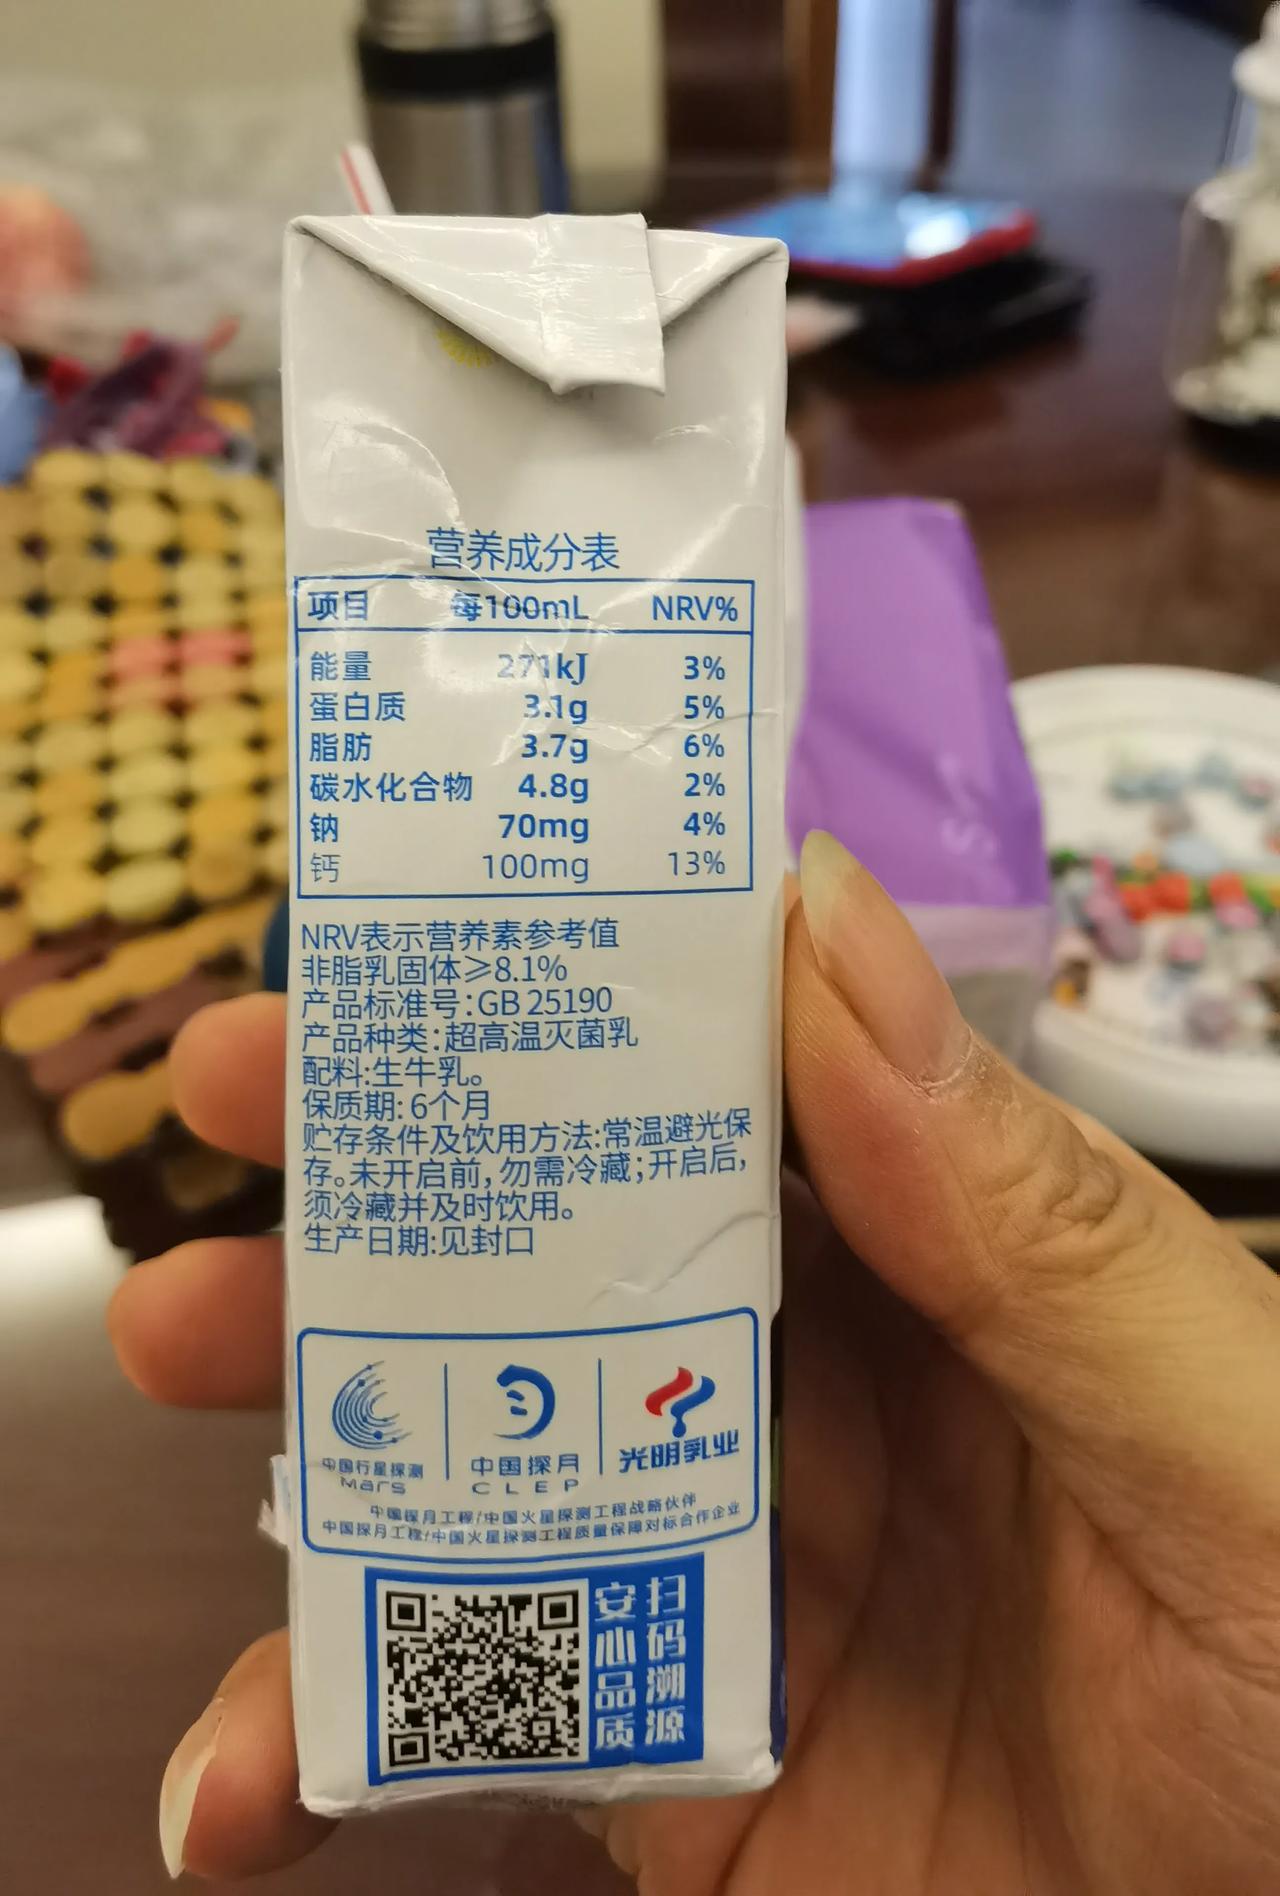 营养成分表
项目 每100mL NRV%
能量 271kJ 3%
蛋白质 3.1g 5%
脂肪 3.7g 6%
碳水化合物 4.8g 2%
钠 70mg 4%
钙 100mg 13%
NRV表示营养素参考值
非脂乳固体≥8.1%
产品标准号:GB 25190
产品种类:超高温灭菌乳
配料:生牛乳。
保质期:6个月
贮存条件及饮用方法:常温避光保
存。未开启前,勿需冷藏;开启后,
须冷藏并及时饮用。
生产日期:见封口
中国行星探测
Mars
中国探月
CLEP
光明乳业
中国探月工程/中国火星探测工程战略伙伴
中国探月工程/中国火星探测工程质量保障对标合作企业
扫码溯源
安心品质